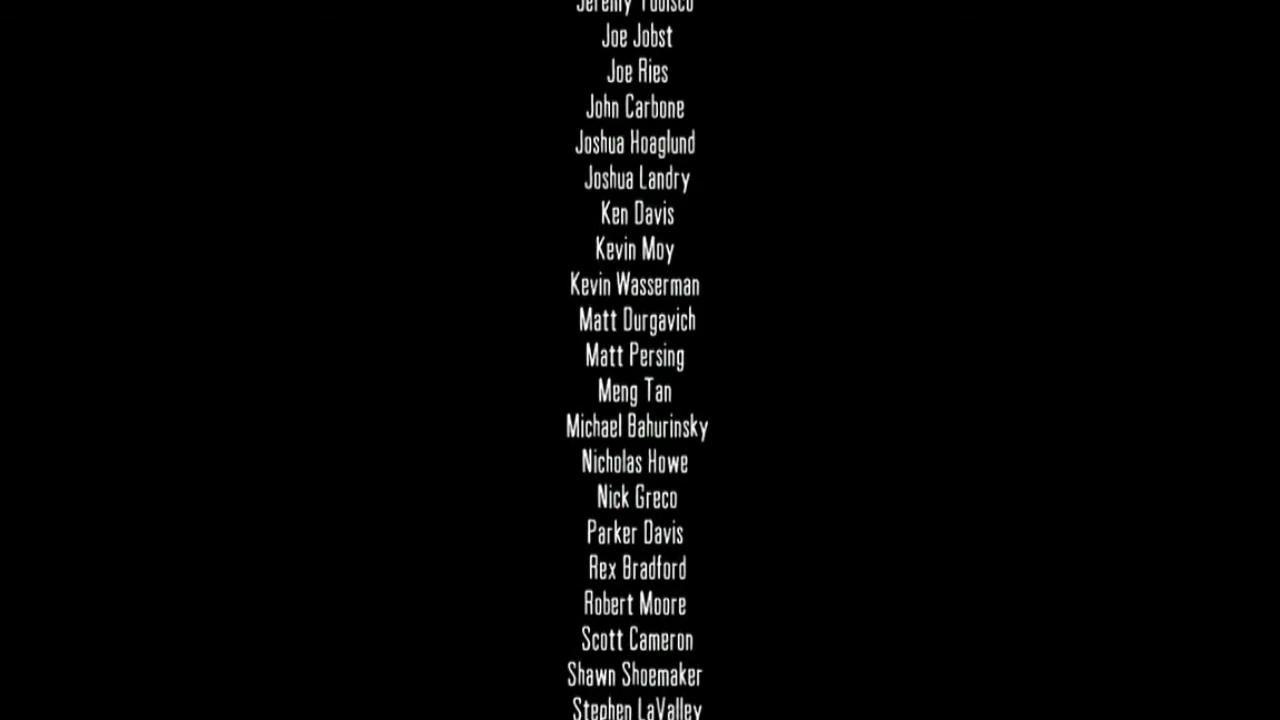 Jeremy
Joe Jobst
Joe Ries
John Carbone
Joshua Hoaglund
Joshua Landry
Ken Davis
Kevin Moy
Kevin Wasserman
Matt Durgavich
Matt Persing
Meng Tan
Michael Bahurinsky
Nicholas Howe
Nick Greco
Parker Davis
Rex Bradford
Robert Moore
Scott Cameron
Shawn Shoemaker
Stephen LaValley